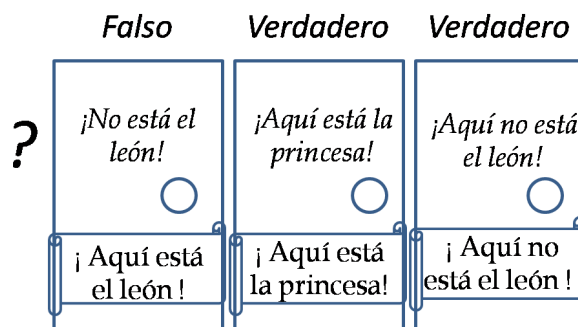 Falso
Verdadero
Verdadero
?
¡No está el
león!
¡Aquí está la
princesa!
¡Aquí no está
el león!
¡ Aquí está
el león !
¡ Aquí está
la princesa!
¡ Aquí no
está el león !